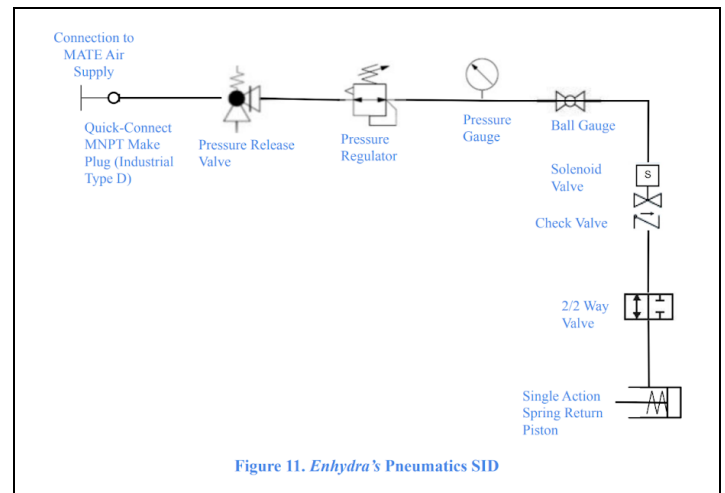 Connection to
MATE Air
Supply
Quick-Connect
MNPT Make
Plug (Industrial
Type D)
Pressure Release
Valve
Pressure
Regulator
Pressure
Gauge
Ball Gauge
Solenoid
Valve
S
Check Valve
2/2 Way
Valve
Single Action
Spring Return
Piston
Figure 11. Enhydra's Pneumatics SID